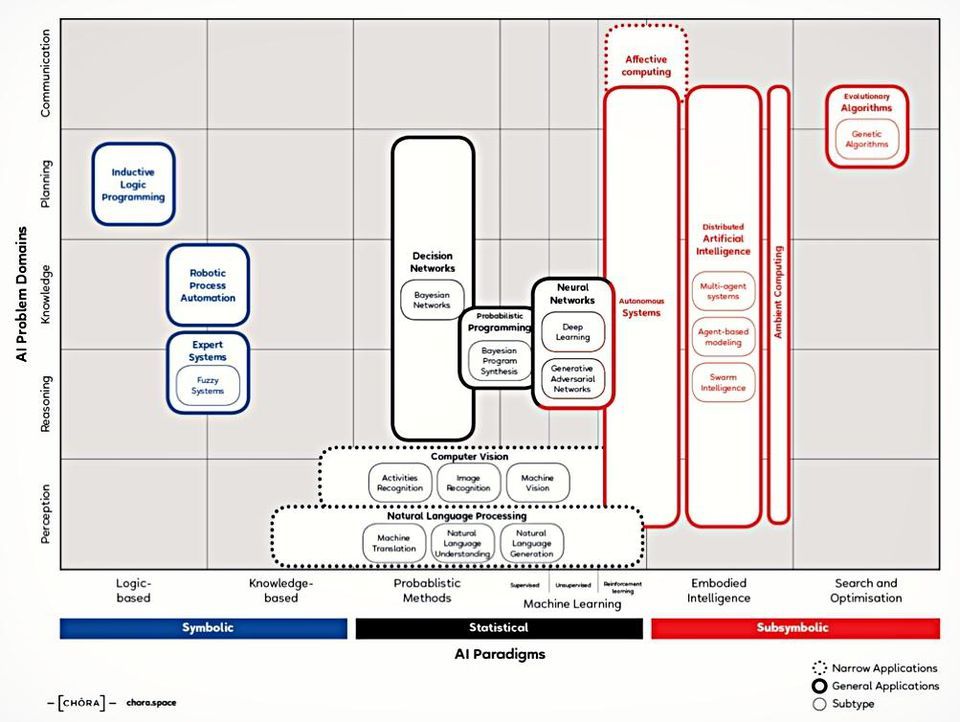 Communication
Planning
Knowledge
Reasoning
Perception
AI Problem Domains
Affective
computing
Evolutionary
Algorithms
Genetic
Algorithms
Inductive
Logic
Programming
Decision
Networks
Bayesian
Networks
Robotic
Process
Automation
Expert
Systems
Fuzzy
Systems
Probabilistic
Programming
Bayesian
Program
Synthesis
Neural
Networks
Deep
Learning
Generative
Adversarial
Networks
Autonomous
Systems
Distributed
Artificial
Intelligence
Multi-agent
systems
Agent-based
modeling
Swarm
Intelligence
Ambient Computing
Computer Vision
Activities
Recognition
Image
Recognition
Machine
Vision
Natural Language Processing
Machine
Translation
Natural
Language
Understanding
Natural
Language
Generation
Logic-
based
Knowledge-
based
Probablistic
Methods
Supervised
Unsupervised
Reinforcement
learning
Machine Learning
Embodied
Intelligence
Search and
Optimisation
Symbolic
Statistical
Subsymbolic
AI Paradigms
Narrow Applications
General Applications
Subtype
[CHÔRA]
chora.space